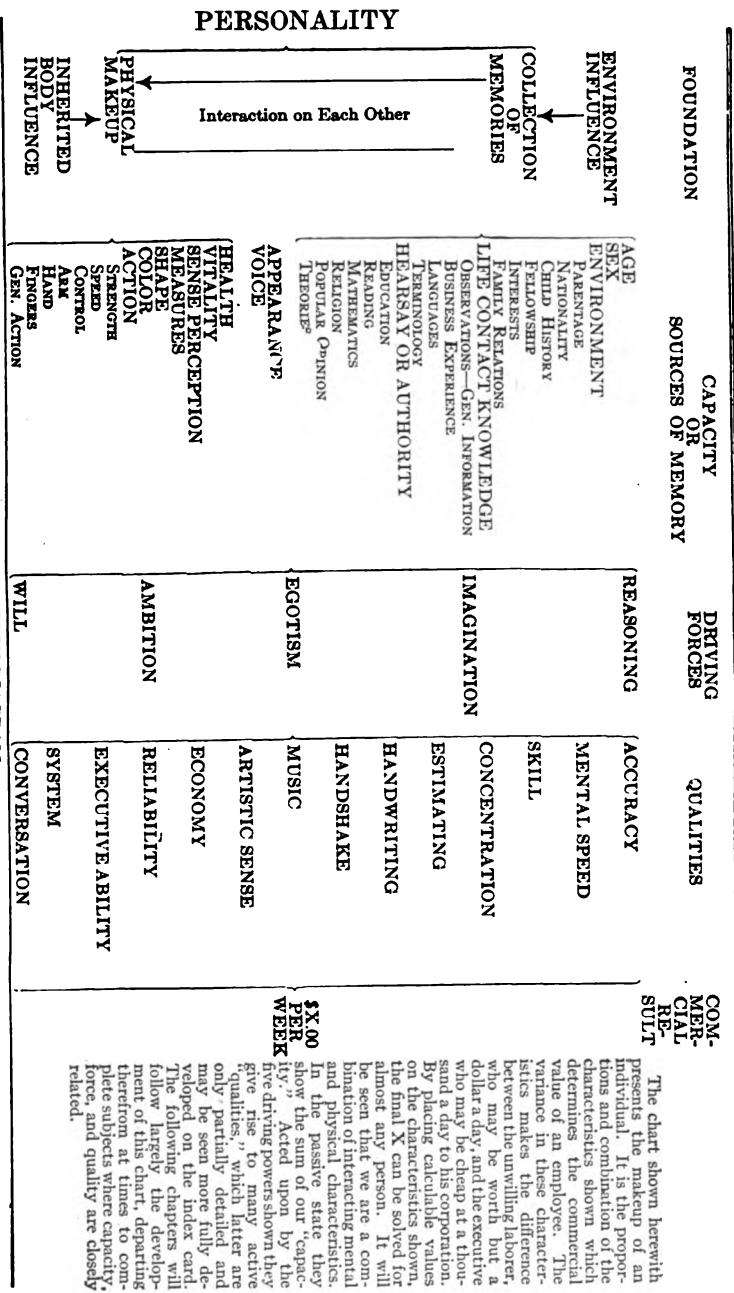 PERSONALITY
FOUNDATION
ENVIRONMENT
INFLUENCE
COLLECTION
OF
MEMORIES
Interaction on Each Other
PHYSICAL
MAKEUP
INHERITED
BODY
INFLUENCE
CAPACITY
OR
SOURCES OF MEMORY
AGE
SEX
ENVIRONMENT
PARENTAGE
NATIONALITY
CHILD HISTORY
FELLOWSHIP
INTERESTS
FAMILY RELATIONS
LIFE CONTACT KNOWLEDGE
OBSERVATIONS—GEN. INFORMATION
BUSINESS EXPERIENCE
LANGUAGES
TERMINOLOGY
HEARSAY OR AUTHORITY
EDUCATION
READING
MATHEMATICS
RELIGION
POPULAR OPINION
THEORIES
APPEARANCE
VOICE
HEALTH
VITALITY
SENSE PERCEPTION
MEASURES
SHAPE
COLOR
ACTION
STRENGTH
SPEED
CONTROL
ARM
HAND
FINGERS
GEN. ACTION
DRIVING
FORCES
REASONING
IMAGINATION
EGOTISM
AMBITION
WILL
QUALITIES
ACCURACY
MENTAL SPEED
SKILL
CONCENTRATION
ESTIMATING
HANDWRITING
HANDSHAKE
MUSIC
ARTISTIC SENSE
ECONOMY
RELIABILITY
EXECUTIVE ABILITY
SYSTEM
CONVERSATION
COM-
MER-
CIAL
RE-
SULT
$X.00
PER
WEEK
The chart shown herewith
presents the makeup of an
individual. It is the propor-
tions and combination of the
characteristics shown which
determines the commercial
value of an employee. The
variance in these character-
istics makes the difference
between the unwilling laborer,
who may be worth but a
dollar a day, and the executive
who may be cheap at a thou-
sand a day to his corporation.
By placing calculable values
on the characteristics shown,
the final X can be solved for
almost any person. It will
be seen that we are a com-
bination of interacting mental
and physical characteristics.
In the passive state they
show the sum of our "capac-
ity." Acted upon by the
five driving powers shown they
give rise to many active
"qualities," which latter are
only partially detailed and
may be seen more fully de-
veloped on the index card.
The following chapters will
follow largely the develop-
ment of this chart, departing
therefrom at times to com-
plete subjects where capacity,
force, and quality are closely
related.